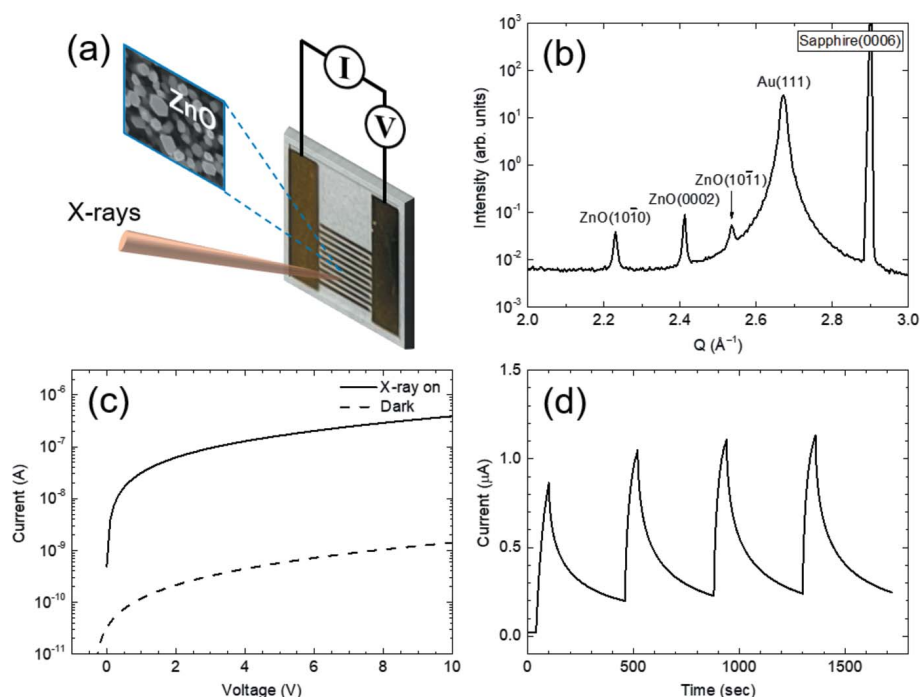 (a)
ZnO
I
V
X-rays
(b)
10³
10²
10¹
10⁰
10⁻¹
10⁻²
10⁻³
Intensity (arb. units)
Sapphire(0006)
Au(111)
ZnO(101̄1)
ZnO(0002)
ZnO(101̄0)
2.0 2.2 2.4 2.6 2.8 3.0
Q (Å⁻¹)
(c)
X-ray on
Dark
10⁻⁶
10⁻⁷
10⁻⁸
10⁻⁹
10⁻¹⁰
10⁻¹¹
Current (A)
0 2 4 6 8 10
Voltage (V)
(d)
1.5
1.0
0.5
0.0
Current (μA)
0 500 1000 1500
Time (sec)